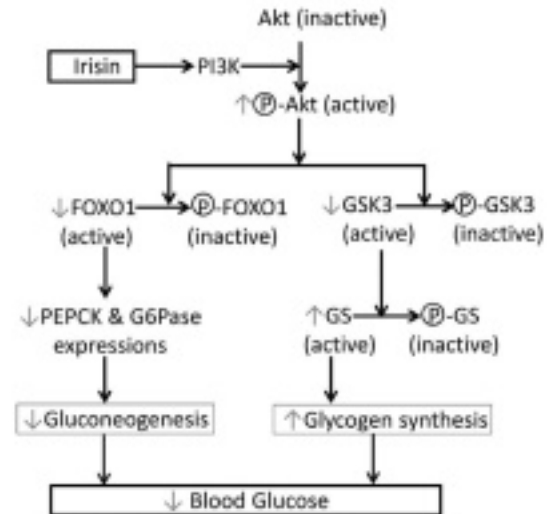 Akt (inactive)
Irisin PI3K
↑Ⓟ-Akt (active)
↓FOXO1 Ⓟ-FOXO1 ↓GSK3 Ⓟ-GSK3
(active) (inactive) (active) (inactive)
↓PEPCK & G6Pase ↑GS Ⓟ-GS
expressions (active) (inactive)
↓Gluconeogenesis ↑Glycogen synthesis
↓ Blood Glucose